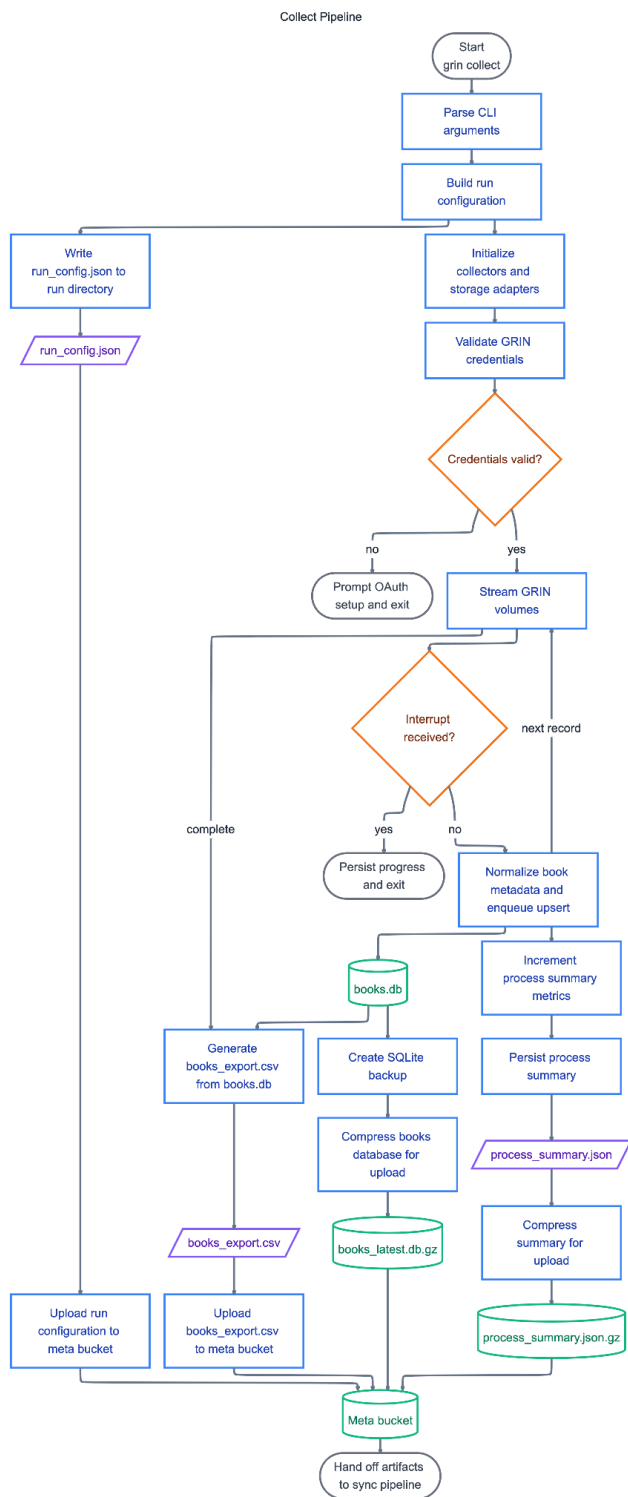 Collect Pipeline
Start
grin collect
Parse CLI
arguments
Build run
configuration
Write
run_config.json to
run directory
Initialize
collectors and
storage adapters
run_config.json
Validate GRIN
credentials
Credentials valid?
no
yes
Prompt OAuth
setup and exit
Stream GRIN
volumes
Interrupt
received?
next record
complete
yes
no
Persist progress
and exit
Normalize book
metadata and
enqueue upsert
books.db
Increment
process summary
metrics
Generate
books_export.csv
from books.db
Create SQLite
backup
Persist process
summary
Compress books
database for
upload
process_summary.json
books_export.csv
books_latest.db.gz
Compress
summary for
upload
Upload run
configuration to
meta bucket
Upload
books_export.csv
to meta bucket
process_summary.json.gz
Meta bucket
Hand off artifacts
to sync pipeline